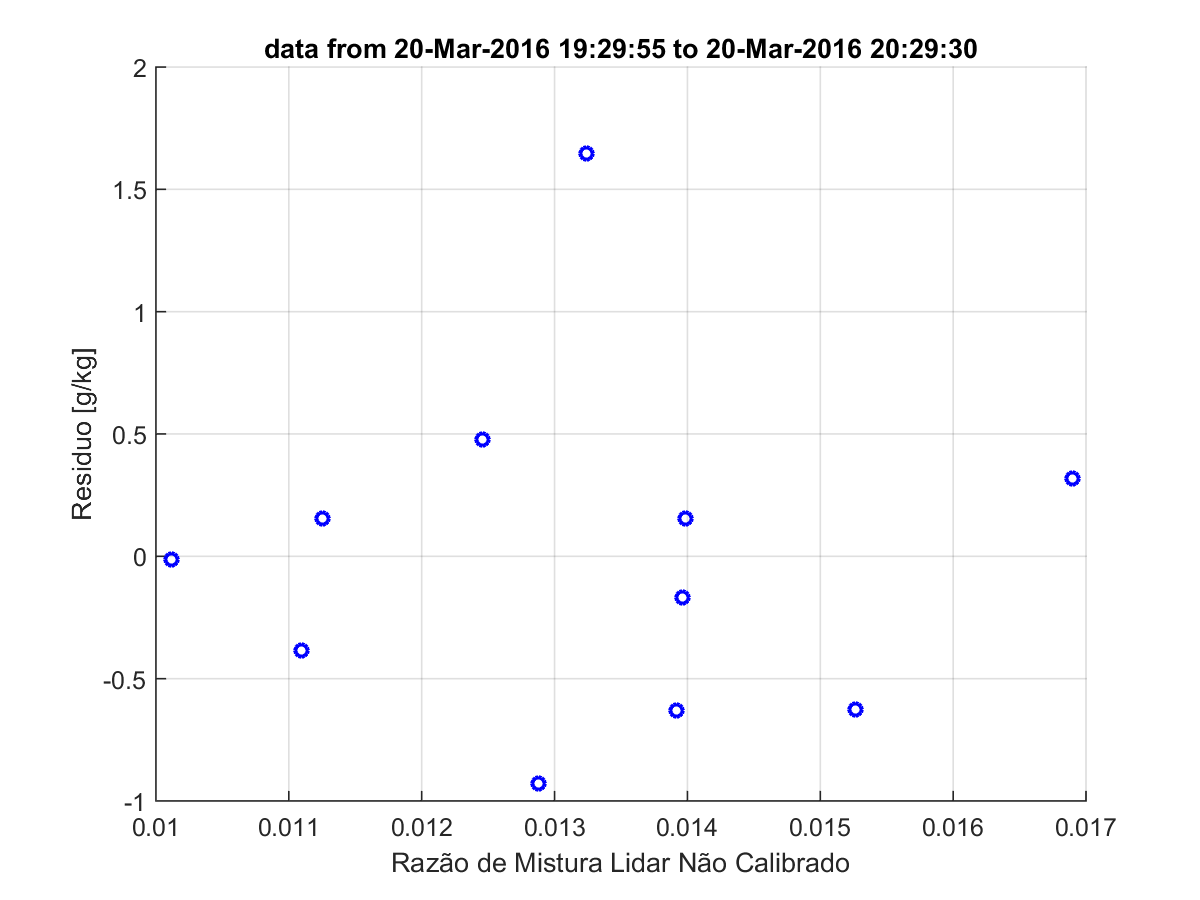 data from 20-Mar-2016 19:29:55 to 20-Mar-2016 20:29:30
2
1.5
1
0.5
0
-0.5
-1
Residuo [g/kg]
0.01 0.011 0.012 0.013 0.014 0.015 0.016 0.017
Razão de Mistura Lidar Não Calibrado